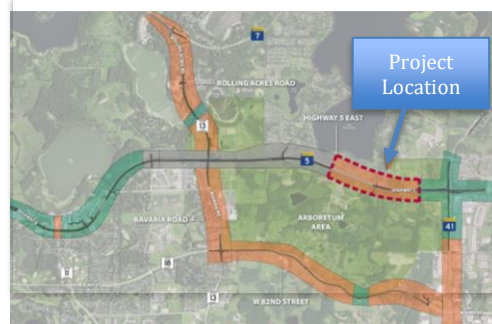 7
Project
Location
ROLLING ACRES ROAD
HIGHWAY 5 EAST
13
5
BAVARIA ROAD
ARBORETUM
AREA
41
11
18
13
W 82ND STREET